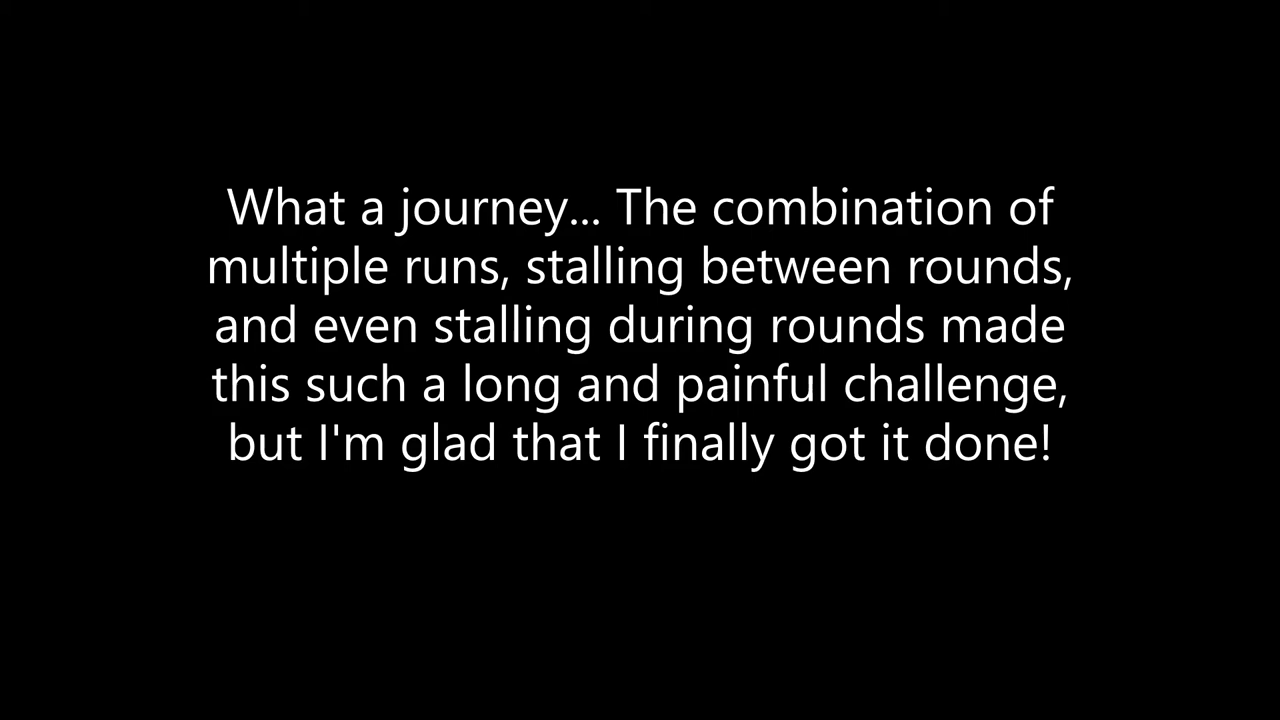 What a journey... The combination of
multiple runs, stalling between rounds,
and even stalling during rounds made
this such a long and painful challenge,
but I'm glad that I finally got it done!